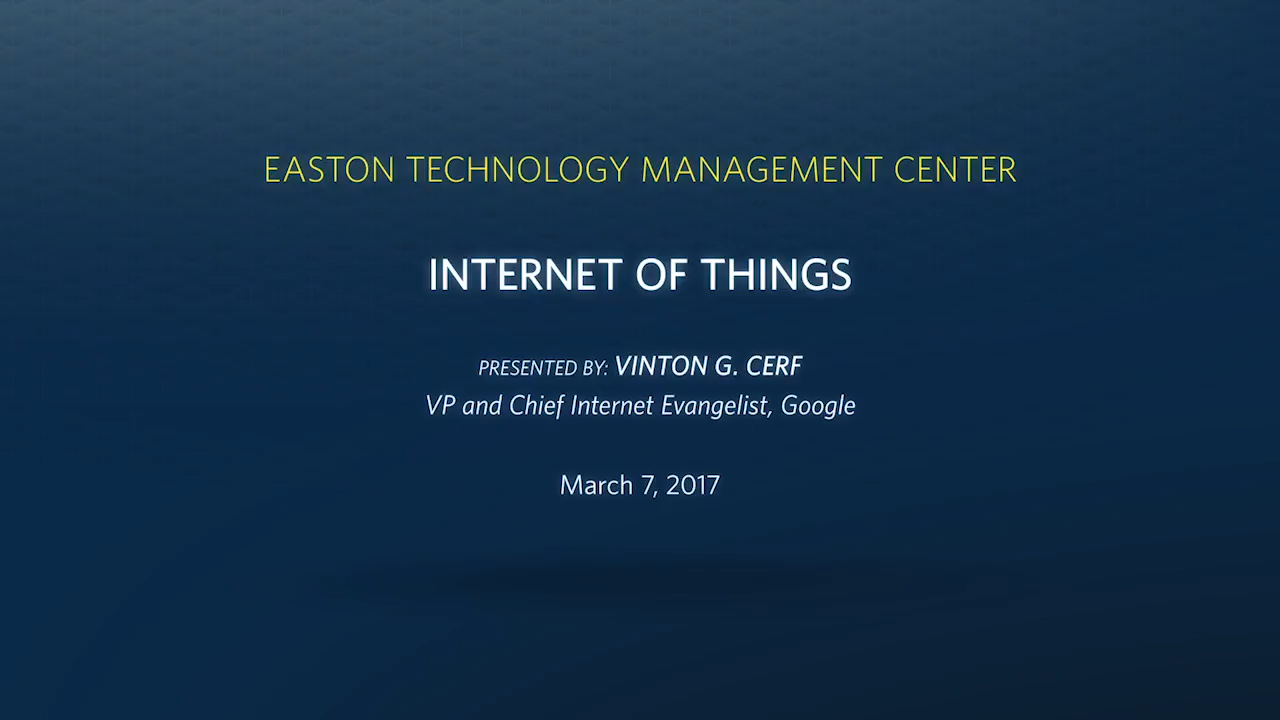 EASTON TECHNOLOGY MANAGEMENT CENTER
INTERNET OF THINGS
PRESENTED BY: VINTON G. CERF
VP and Chief Internet Evangelist, Google
March 7, 2017